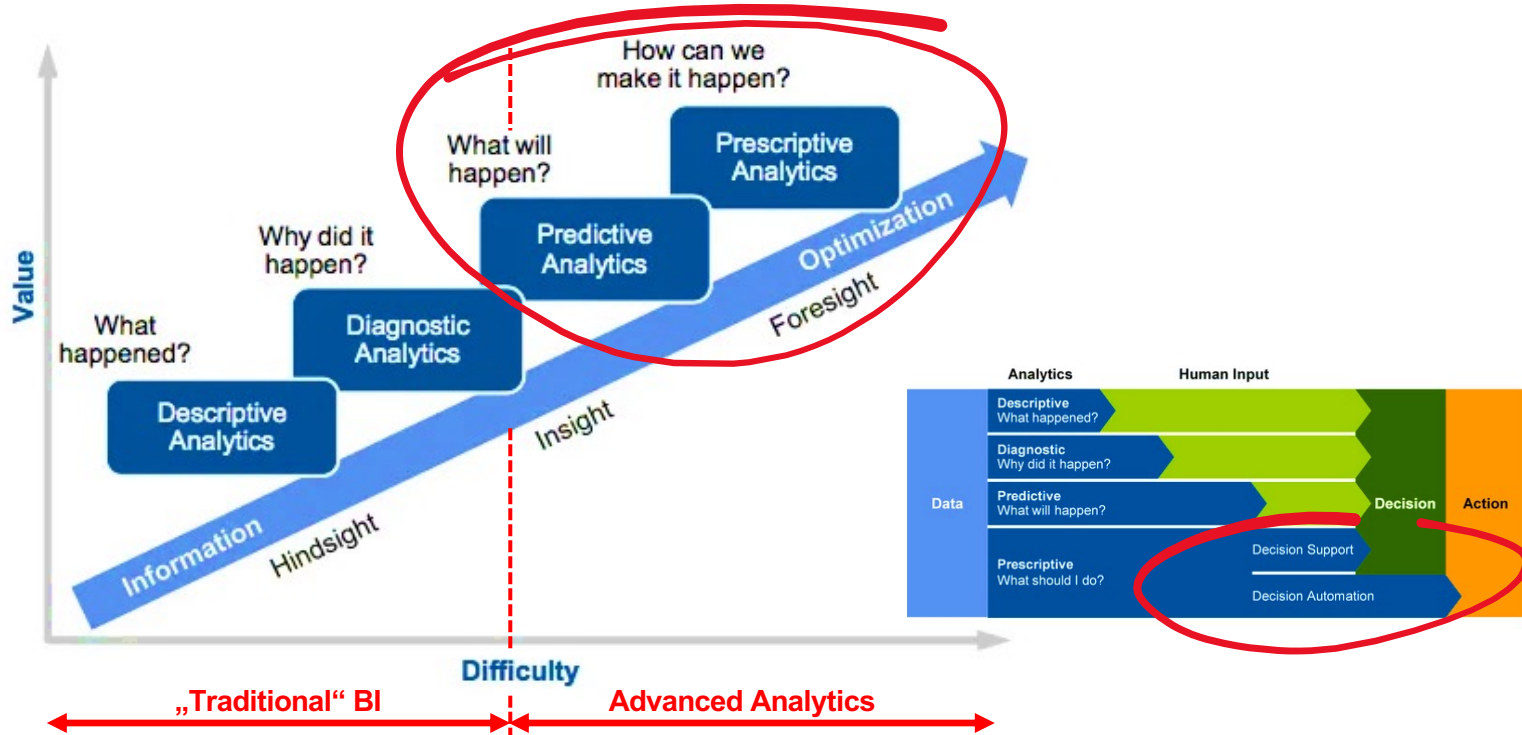 How can we
make it happen?
Prescriptive
Analytics
What will
happen?
Predictive
Analytics
Why did it
happen?
Diagnostic
Analytics
What
happened?
Descriptive
Analytics
Value
Information
Optimization
Hindsight
Insight
Foresight
Difficulty
„Traditional“ BI
Advanced Analytics
Analytics
Human Input
Data
Descriptive
What happened?
Diagnostic
Why did it happen?
Predictive
What will happen?
Prescriptive
What should I do?
Decision Support
Decision Automation
Decision
Action